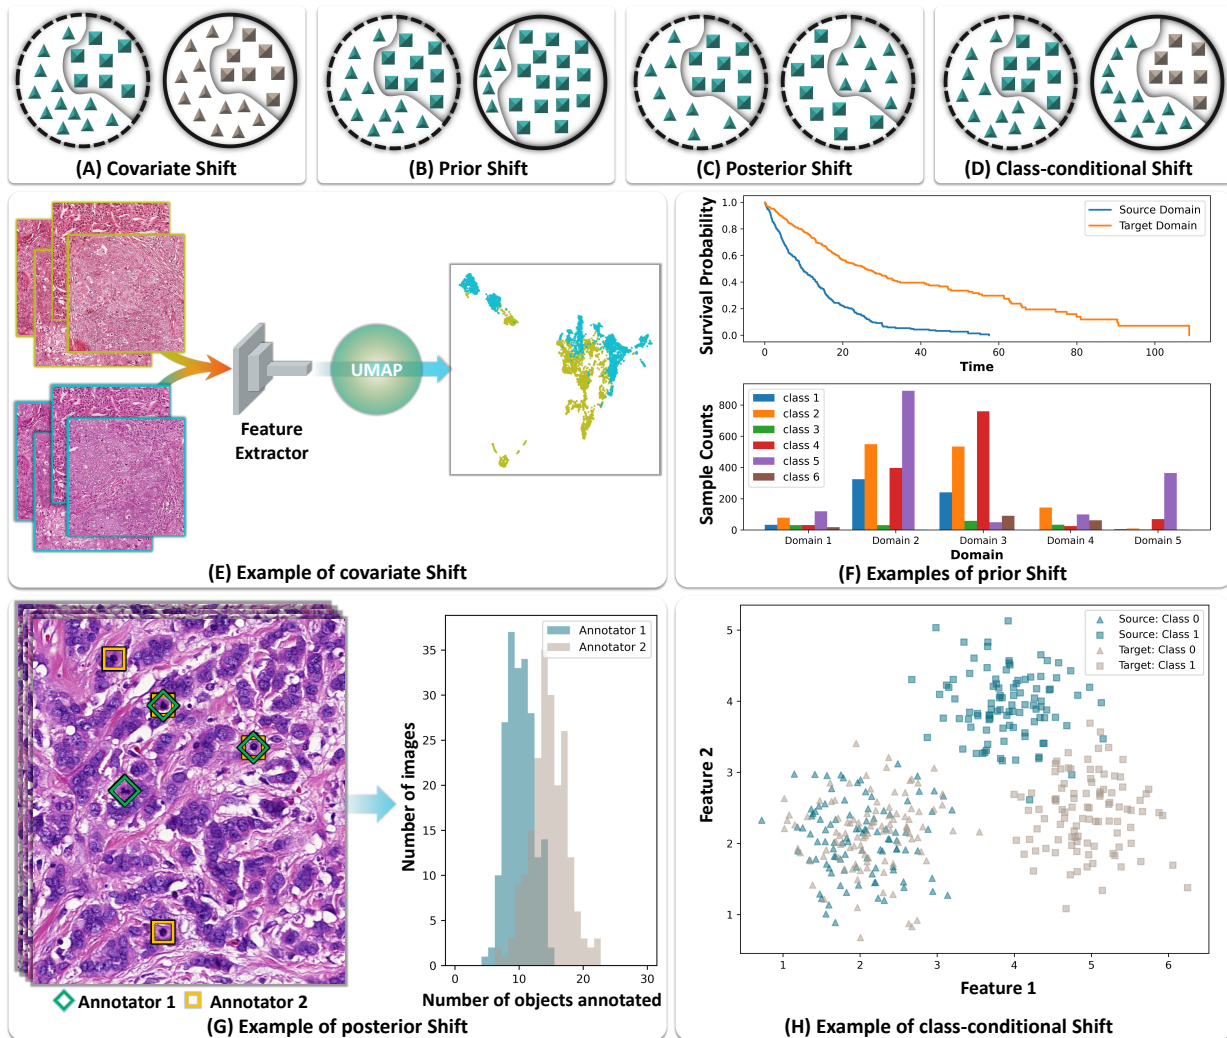 (A) Covariate Shift
(B) Prior Shift
(C) Posterior Shift
(D) Class-conditional Shift
Feature
Extractor
UMAP
(E) Example of covariate Shift
Survival Probability
1.0
0.8
0.6
0.4
0.2
0.0
Source Domain
Target Domain
0 20 40 60 80 100
Time
Sample Counts
800
600
400
200
0
class 1
class 2
class 3
class 4
class 5
class 6
Domain 1 Domain 2 Domain 3 Domain 4 Domain 5
Domain
(F) Examples of prior Shift
Annotator 1 Annotator 2
Number of images
35
30
25
20
15
10
5
0
Annotator 1
Annotator 2
0 10 20 30
Number of objects annotated
(G) Example of posterior Shift
Feature 2
5
4
3
2
1
Source: Class 0
Source: Class 1
Target: Class 0
Target: Class 1
1 2 3 4 5 6
Feature 1
(H) Example of class-conditional Shift